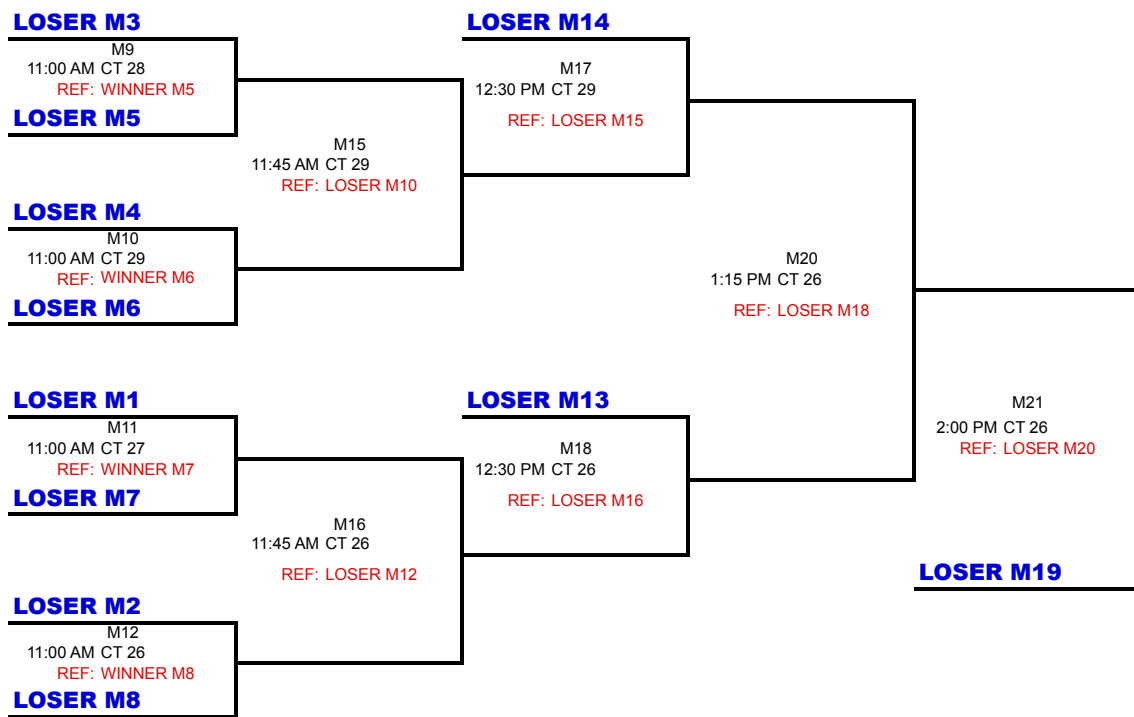 LOSER M3
M9
11:00 AM CT 28
REF: WINNER M5
LOSER M5
M15
11:45 AM CT 29
REF: LOSER M10
LOSER M4
M10
11:00 AM CT 29
REF: WINNER M6
LOSER M6
LOSER M14
M17
12:30 PM CT 29
REF: LOSER M15
M20
1:15 PM CT 26
REF: LOSER M18
LOSER M1
M11
11:00 AM CT 27
REF: WINNER M7
LOSER M7
M16
11:45 AM CT 26
REF: LOSER M12
LOSER M2
M12
11:00 AM CT 26
REF: WINNER M8
LOSER M8
LOSER M13
M18
12:30 PM CT 26
REF: LOSER M16
M21
2:00 PM CT 26
REF: LOSER M20
LOSER M19